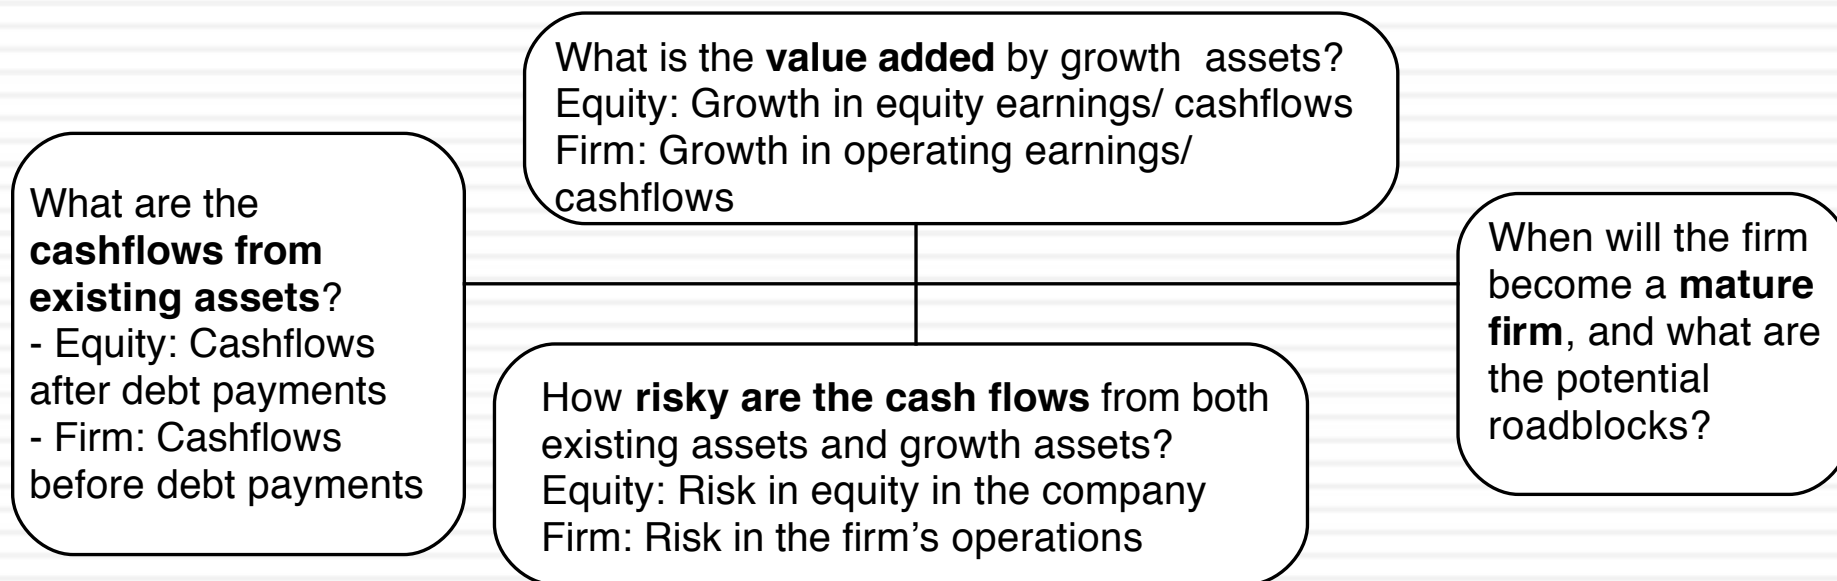 What is the value added by growth assets?
Equity: Growth in equity earnings/ cashflows
Firm: Growth in operating earnings/
cashflows
What are the
cashflows from
existing assets?
- Equity: Cashflows
after debt payments
- Firm: Cashflows
before debt payments
When will the firm
become a mature
firm, and what are
the potential
roadblocks?
How risky are the cash flows from both
existing assets and growth assets?
Equity: Risk in equity in the company
Firm: Risk in the firm’s operations